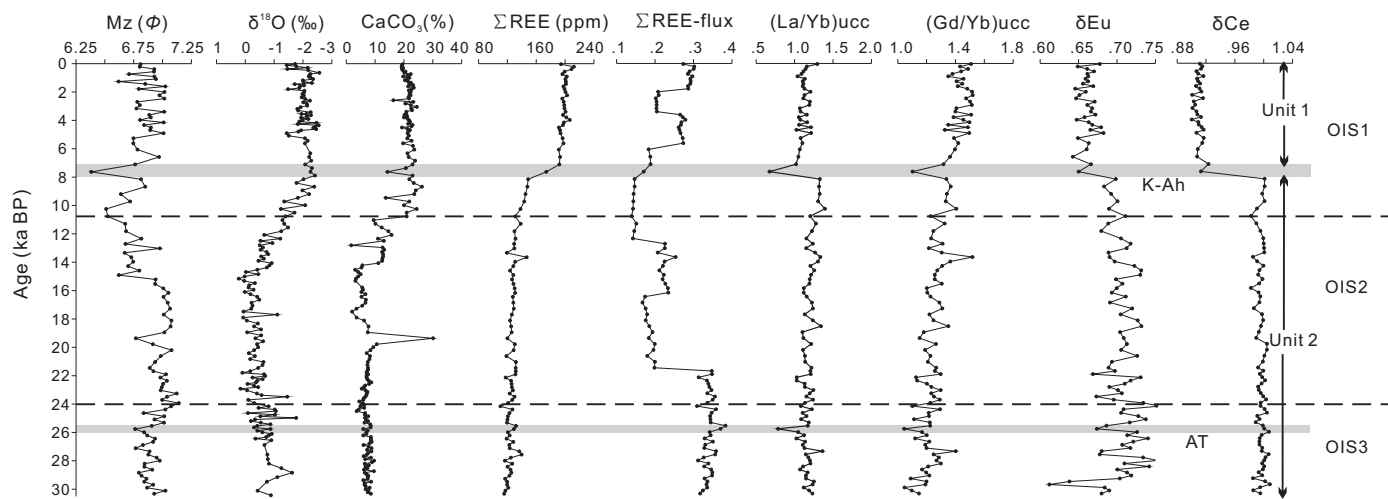 Mz (Φ) δ¹⁸O (‰) CaCO₃(%) ΣREE (ppm) ΣREE-flux (La/Yb)ucc (Gd/Yb)ucc δEu δCe
6.25 6.75 7.25 1 0 -1 -2 -3 0 10 20 30 40 80 160 240 .1 .2 .3 .4 .5 1.0 1.5 2.0 1.0 1.4 1.8 .60 .65 .70 .75 .88 .96 1.04
Age (ka BP)
0
2
4
6
8
10
12
14
16
18
20
22
24
26
28
30
Unit 1
OIS1
K-Ah
OIS2
Unit 2
AT
OIS3